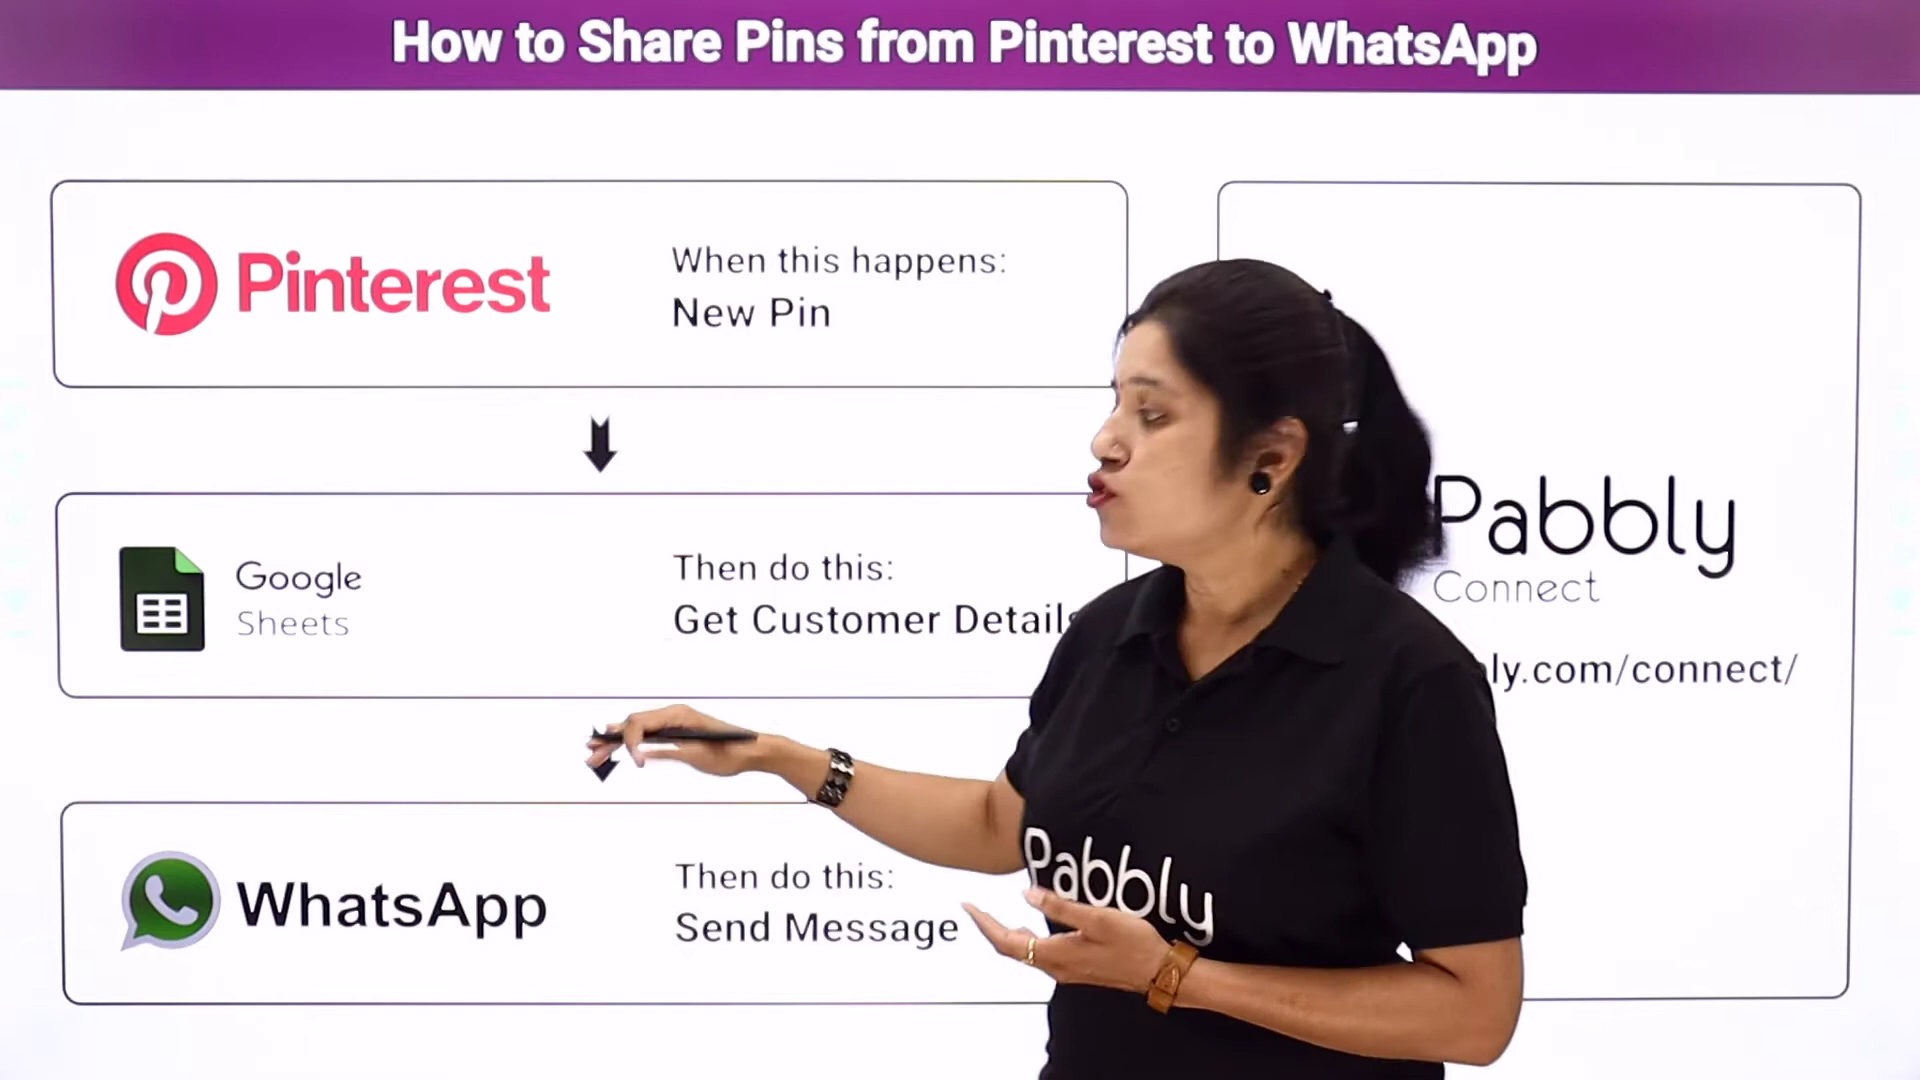 How to Share Pins from Pinterest to WhatsApp
Pinterest
When this happens:
New Pin
Google
Sheets
Then do this:
Get Customer Details
WhatsApp
Then do this:
Send Message
Pabbly
Connect
ly.com/connect/
Pabbly